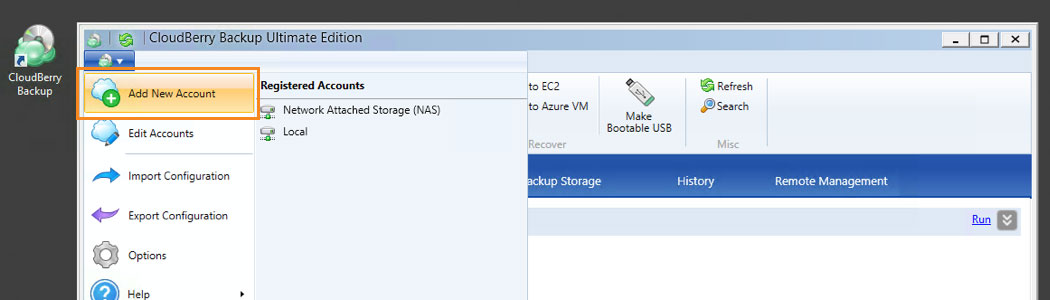 CloudBerry
Backup
CloudBerry Backup Ultimate Edition
Add New Account
Edit Accounts
Import Configuration
Export Configuration
Options
Help
Registered Accounts
Network Attached Storage (NAS)
Local
to EC2
to Azure VM
Recover
Make
Bootable USB
Refresh
Search
Misc
ackup Storage
History
Remote Management
Run